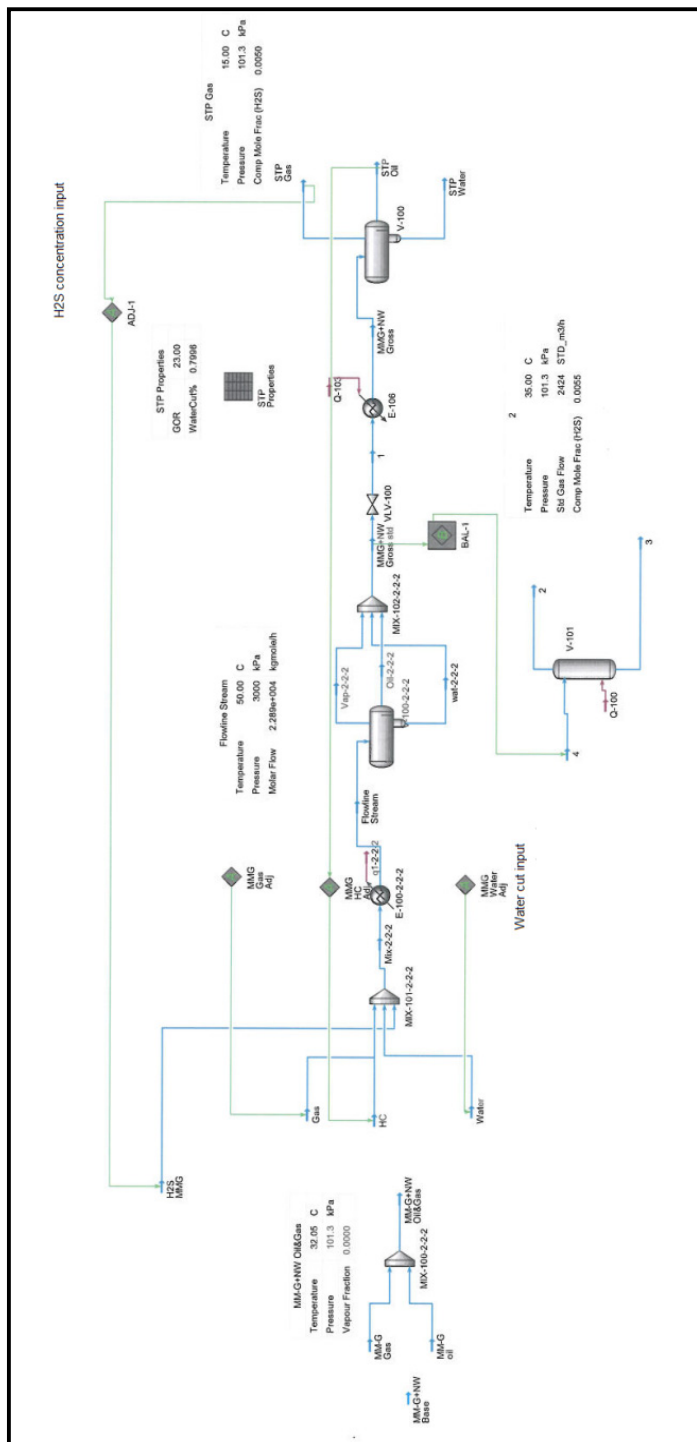 H2S concentration input
STP Gas
Temperature 15.00 C
Pressure 101.3 kPa
Comp Mole Frac (H2S) 0.0050
STP
Gas
ADJ-1
STP Properties
GOR 23.00
WaterCut% 0.7996
STP
Properties
Q-103
E-106
MMG+NW
Gross
V-100
STP
Oil
STP
Water
1
VLV-100
MMG+NW
Gross std
BAL-1
2
Temperature 35.00 C
Pressure 101.3 kPa
Std Gas Flow 2424 STD_m3/h
Comp Mole Frac (H2S) 0.0055
V-101
2
3
4
Q-100
MIX-102-2-2-2
Vap-2-2-2
Oil-2-2-2
wat-2-2-2
V-100-2-2-2
Flowline Stream
Temperature 50.00 C
Pressure 3000 kPa
Molar Flow 2.289e+004 kgmole/h
Flowline
Stream
q1-2-2-2
E-100-2-2-2
Mix-2-2-2
MIX-101-2-2-2
MMG
Gas
Adj
MMG
HC
Adj
MMG
Water
Adj
Water cut input
H2S
MMG
Gas
HC
Water
MM-G+NW Oil&Gas
Temperature 32.05 C
Pressure 101.3 kPa
Vapour Fraction 0.0000
MM-G
Gas
MM-G
oil
MIX-100-2-2-2
MM-G+NW
Oil&Gas
MM-G+NW
Base